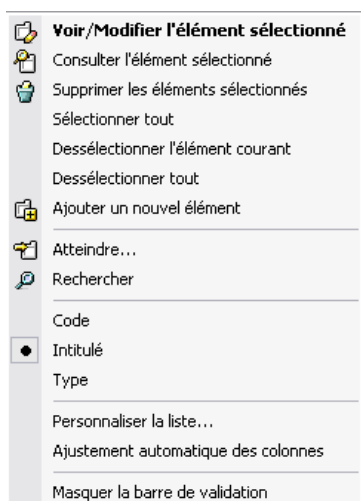 Voir/Modifier l'élément sélectionné
Consulter l'élément sélectionné
Supprimer les éléments sélectionnés
Sélectionner tout
Dessélectionner l'élément courant
Dessélectionner tout
Ajouter un nouvel élément
Atteindre...
Rechercher
Code
Intitulé
Type
Personnaliser la liste...
Ajustement automatique des colonnes
Masquer la barre de validation